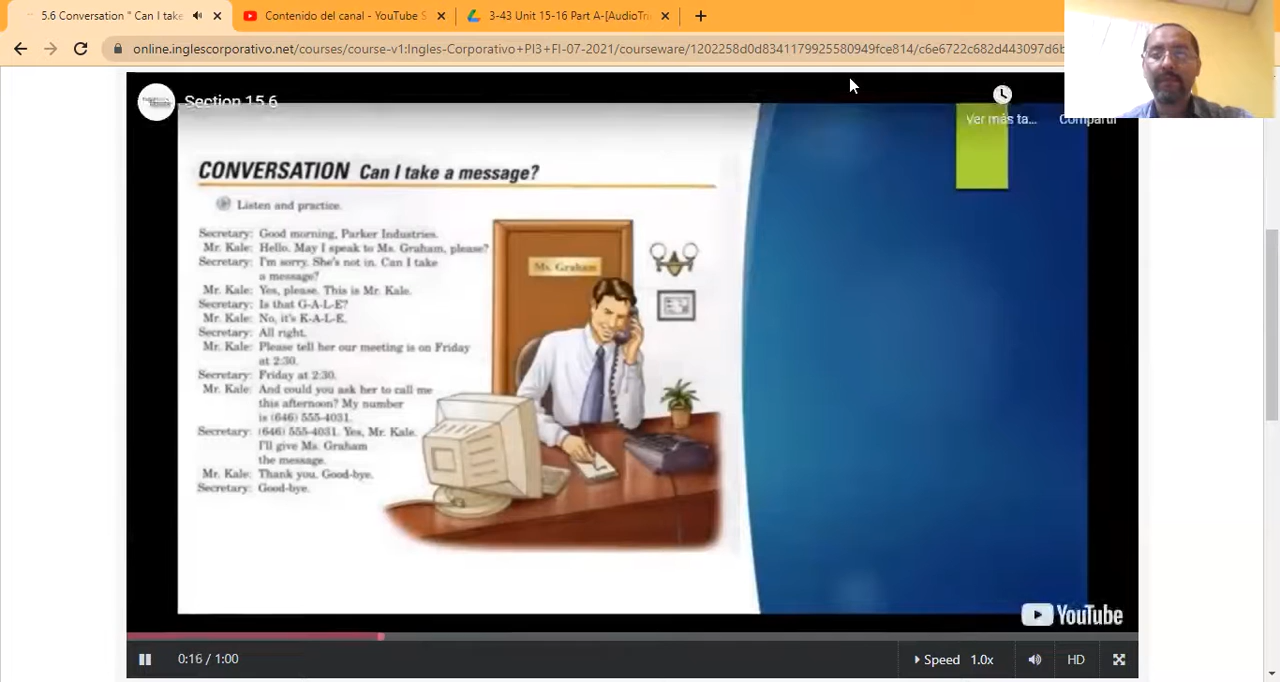 5.6 Conversation " Can I take
Contenido del canal - YouTube S
3-43 Unit 15-16 Part A-[AudioTra
online.inglescorporativo.net/courses/course-v1:Ingles-Corporativo+PI3+FI-07-2021/courseware/1202258d0d8341179925580949fce814/c6e6722c682d443097d6b
Section 15.6
Ver más ta...
Compartir
CONVERSATION Can I take a message?
Listen and practice.
Secretary: Good morning, Parker Industries.
Mr. Kale: Hello. May I speak to Ms. Graham, please?
Secretary: I'm sorry. She's not in. Can I take
a message?
Mr. Kale: Yes, please. This is Mr. Kale.
Secretary: Is that G-A-L-E?
Mr. Kale: No, it's K-A-L-E.
Secretary: All right.
Mr. Kale: Please tell her our meeting is on Friday
at 2:30.
Secretary: Friday at 2:30.
Mr. Kale: And could you ask her to call me
this afternoon? My number
is (646) 555-4031.
Secretary: (646) 555-4031. Yes, Mr. Kale.
I'll give Ms. Graham
the message.
Mr. Kale: Thank you. Good-bye.
Secretary: Good-bye.
Ms. Graham
YouTube
0:16 / 1:00
Speed 1.0x
HD